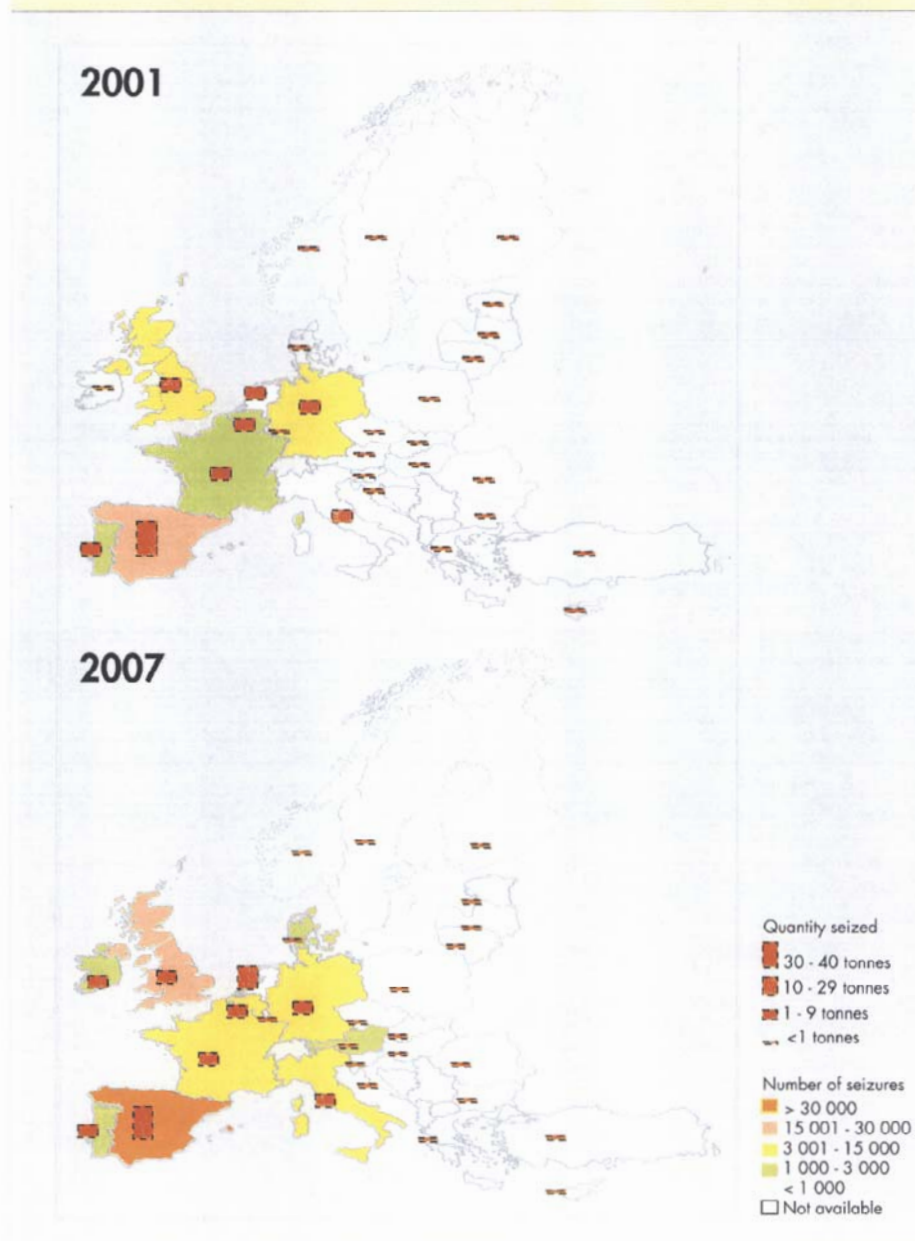 2001
2007
Quantity seized
30 - 40 tonnes
10 - 29 tonnes
1 - 9 tonnes
<1 tonnes
Number of seizures
> 30 000
15 001 - 30 000
3 001 - 15 000
1 000 - 3 000
< 1 000
Not available